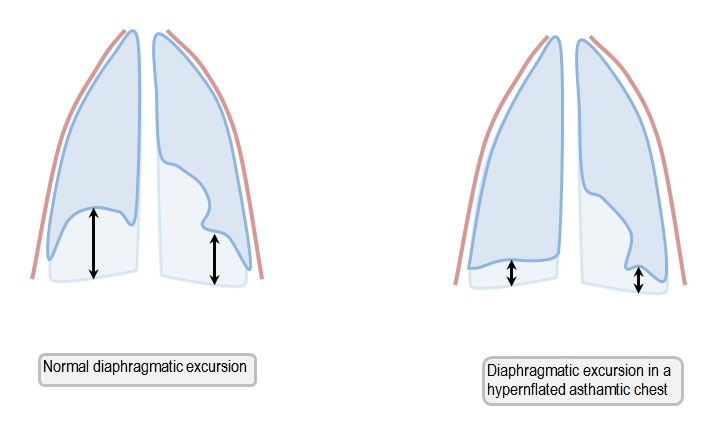 Normal diaphragmatic excursion
Diaphragmatic excursion in a
hypernflated asthamtic chest